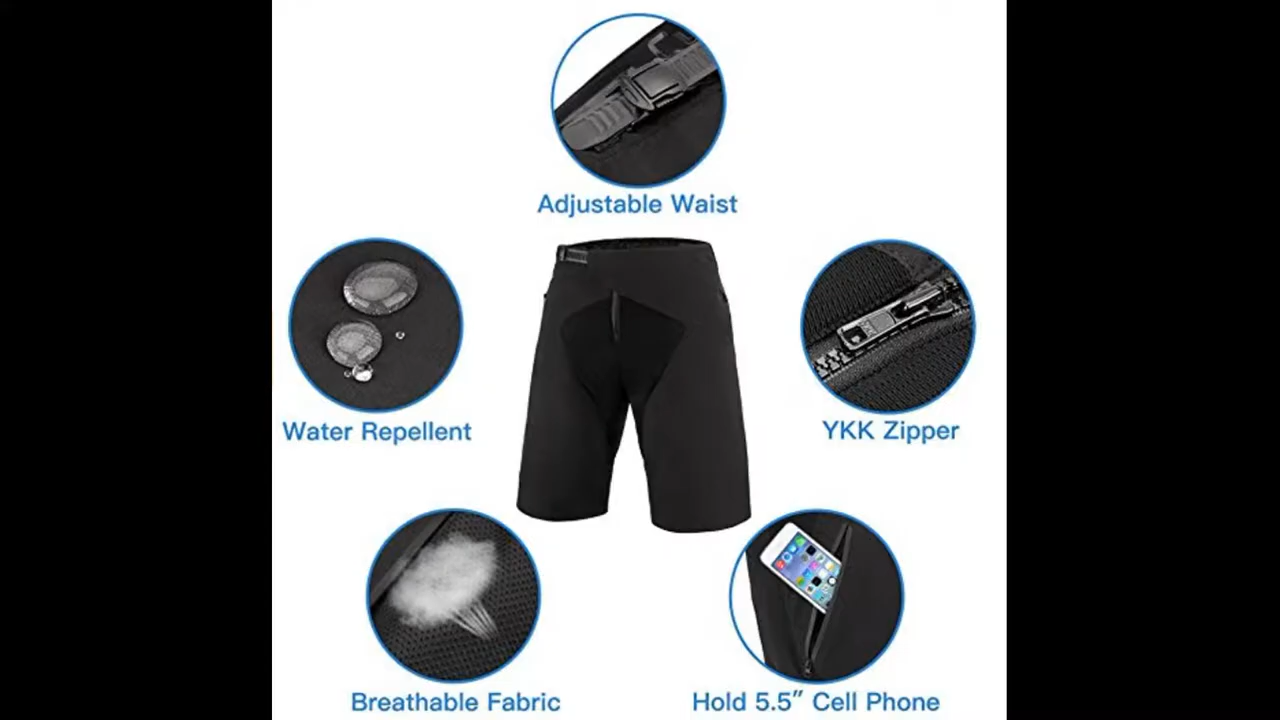 Adjustable Waist
Water Repellent
YKK Zipper
Breathable Fabric
Hold 5.5″ Cell Phone